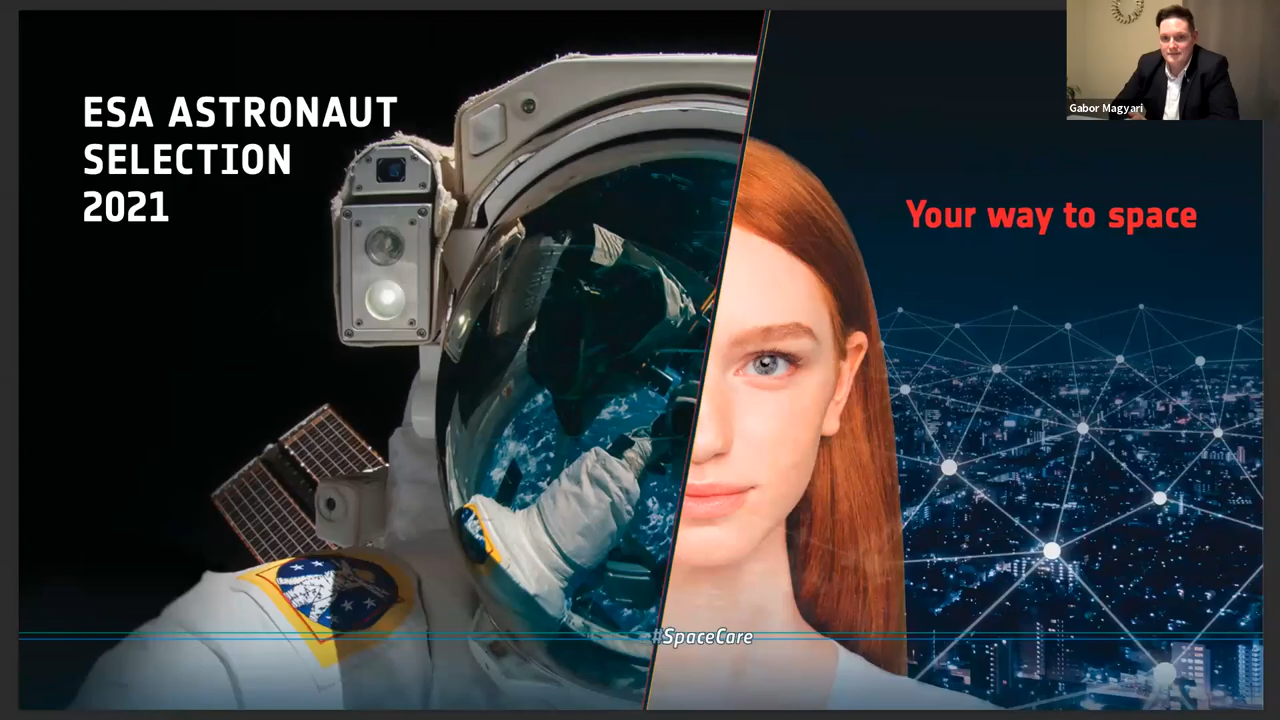 ESA ASTRONAUT
SELECTION
2021
Gabor Magyari
Your way to space
#SpaceCare